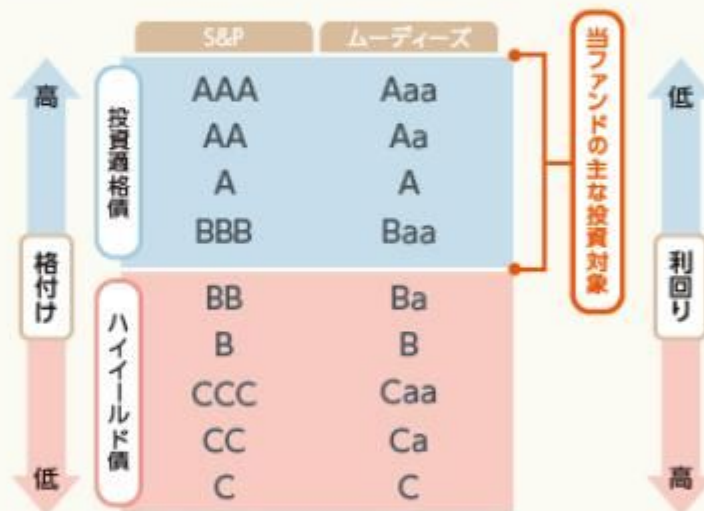 S&P ムーディーズ
高
格付け
低
投資適格債
ハイイールド債
AAA Aaa
AA Aa
A A
BBB Baa
BB Ba
B B
CCC Caa
CC Ca
C C
当ファンドの主な投資対象
低
利回り
高